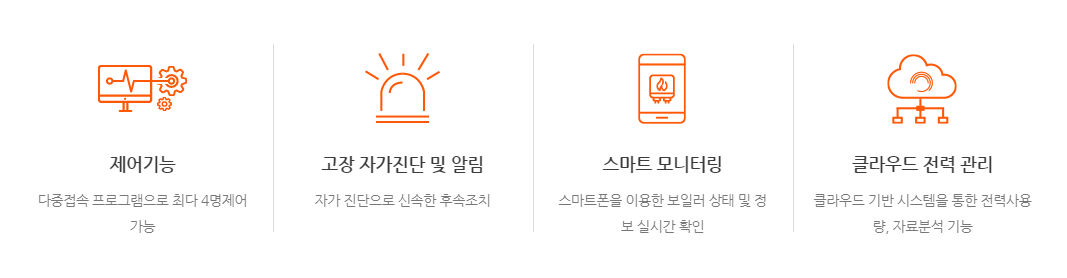 제어기능
다중접속 프로그램으로 최다 4명제어
가능
고장 자가진단 및 알림
자가 진단으로 신속한 후속조치
스마트 모니터링
스마트폰을 이용한 보일러 상태 및 정
보 실시간 확인
클라우드 전력 관리
클라우드 기반 시스템을 통한 전력사용
량, 자료분석 기능